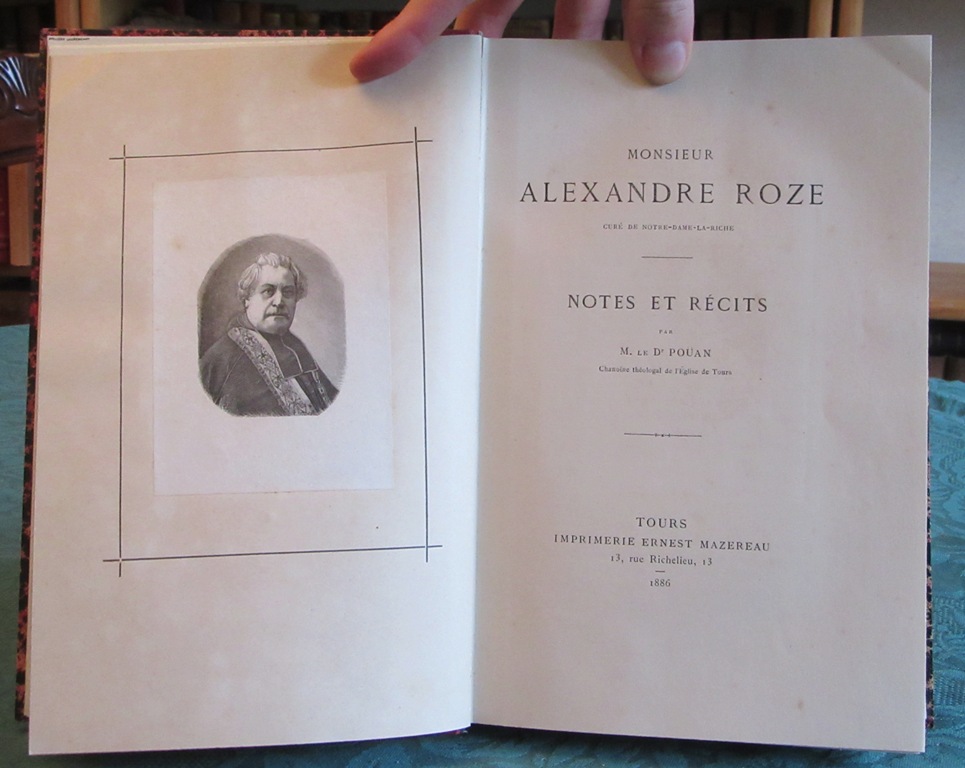 MONSIEUR
ALEXANDRE ROZE
CURÉ DE NOTRE-DAME-LA-RICHE
NOTES ET RÉCITS
PAR
M. LE Dr POUAN
Chanoine théologal de l'Église de Tours
TOURS
IMPRIMERIE ERNEST MAZEREAU
13, rue Richelieu, 13
1886